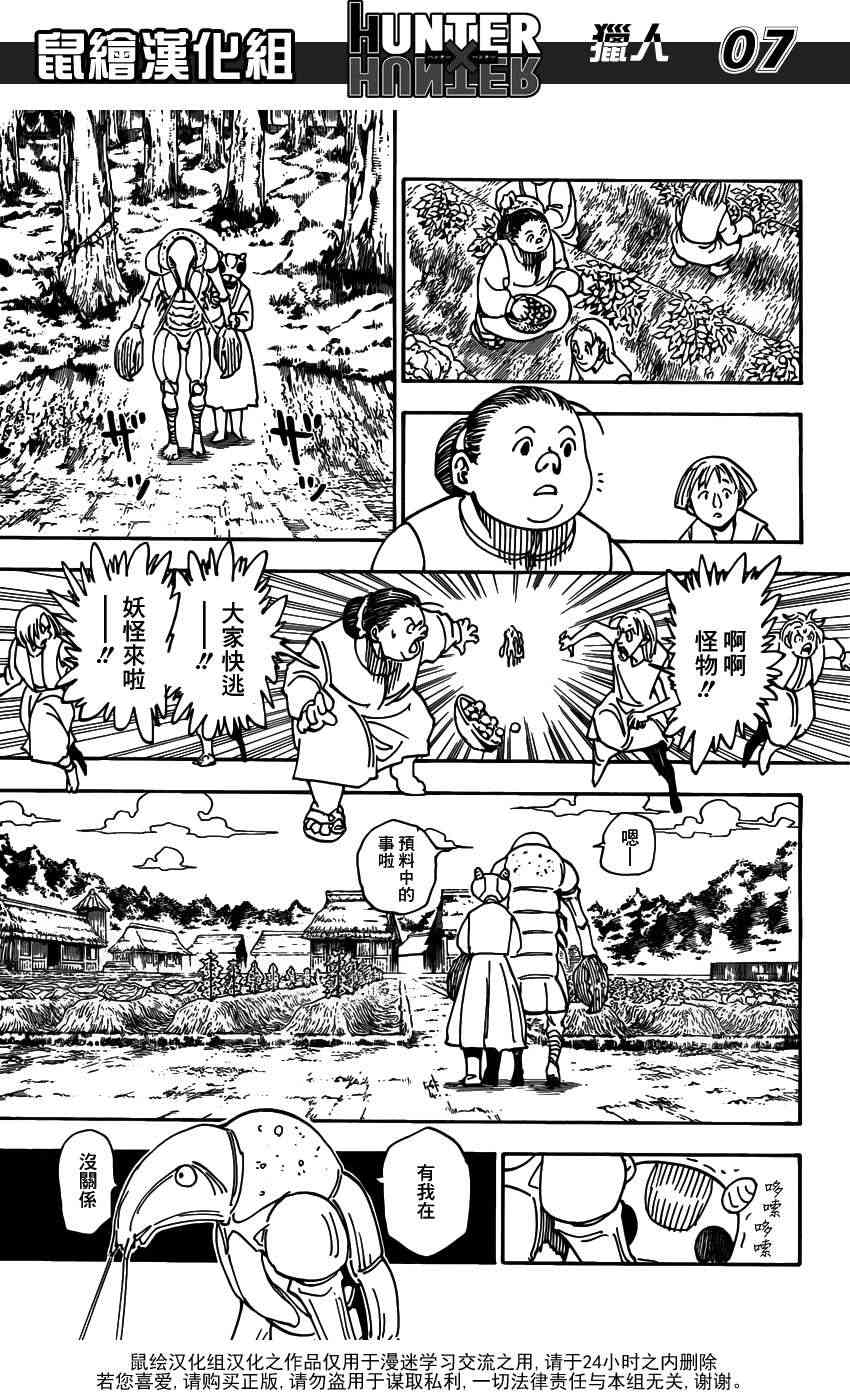 鼠繪漢化組
HUNTER
HUNTER
獵人
07
ザッ
ザッ
啊啊
怪物!!
大家快逃
——!!
妖怪來啦
——!!
嗯—
預料中的
事啦
哆嗦哆嗦
有我在
沒關係
鼠绘汉化组汉化之作品仅用于漫迷学习交流之用, 请于24小时之内删除
若您喜爱, 请购买正版, 请勿盗用于谋取私利, 一切法律责任与本组无关, 谢谢。